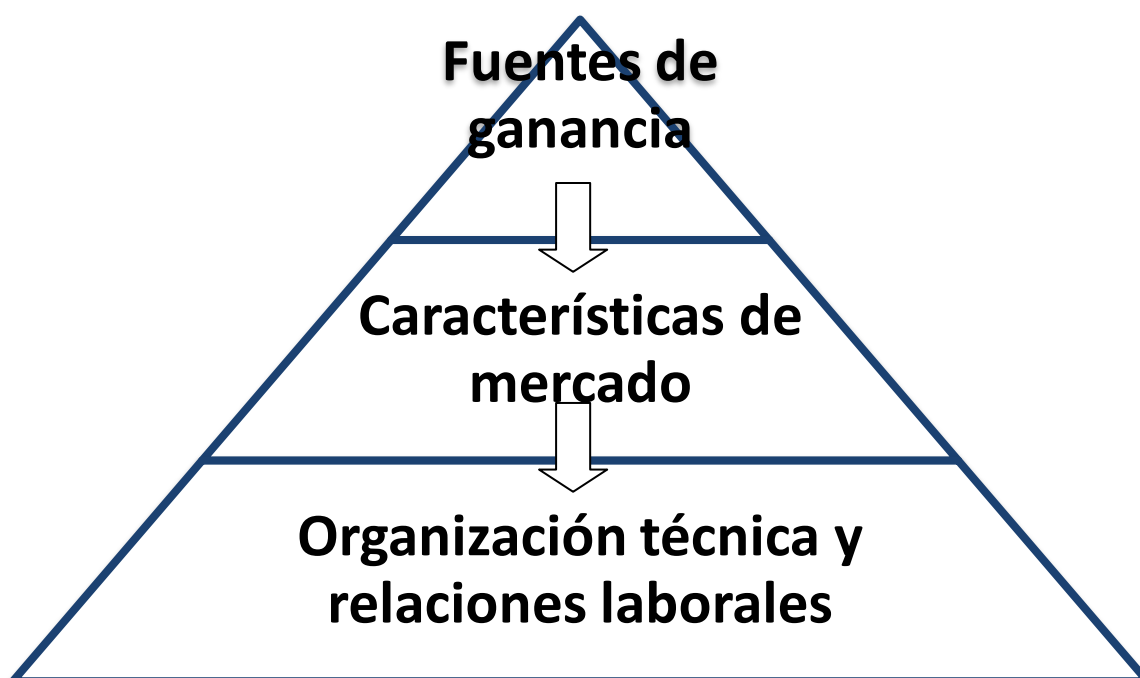 Fuentes de
ganancia
Características de
mercado
Organización técnica y
relaciones laborales